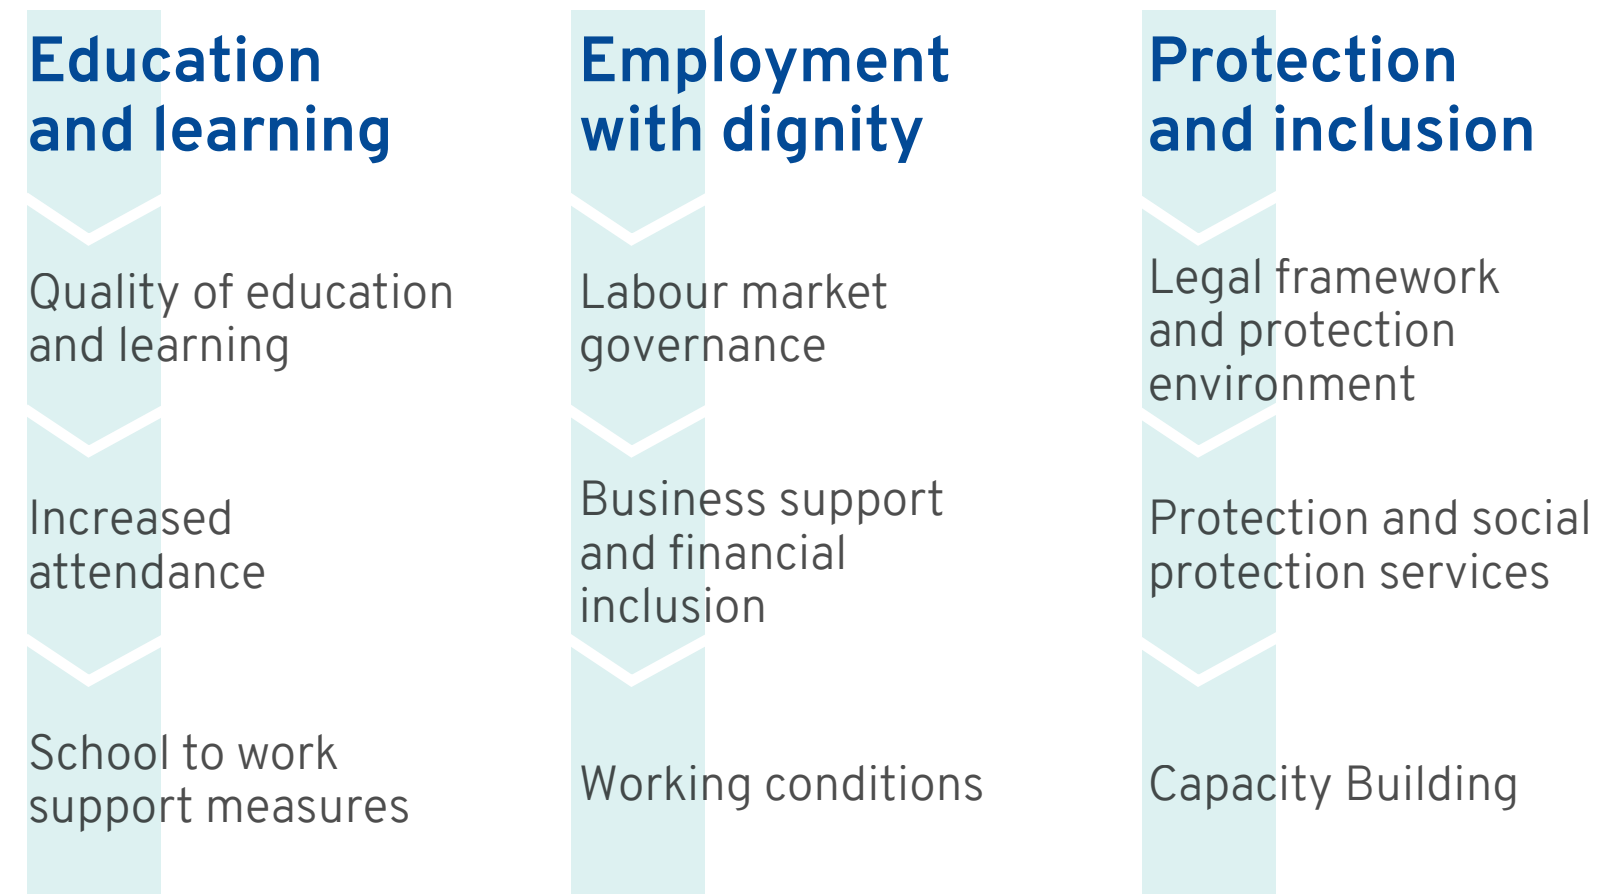 Education
and learning
Quality of education
and learning
Increased
attendance
School to work
support measures
Employment
with dignity
Labour market
governance
Business support
and financial
inclusion
Working conditions
Protection
and inclusion
Legal framework
and protection
environment
Protection and social
protection services
Capacity Building